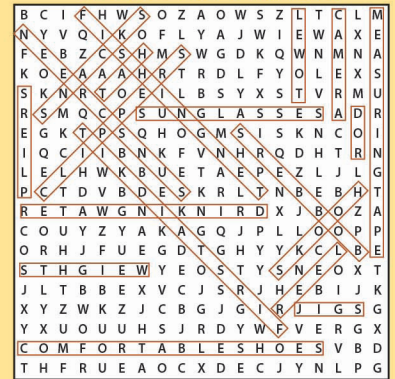 B C I F H W S O Z A O W S Z L T C L M
N Y V Q I K O F L Y A J W I E W A X E
F E B Z C S H M S W G D K Q W N M N A
K O E A A A H R T R D L F Y O L E X S
S K N R T O E I L B S Y X S T V R M U
R S M Q C P S U N G L A S S E S A D R
E G K T P S Q H O G M S I S K N C O I
I Q C I I B N K F V N H R Q D H T R N
L E L H W K B U E T A E P E Z L J L G
P C T D V B D E S K R L T N B E B H T
R E T A W G N I K N I R D X J B O Z A
C O U Y Z Y A K A G Q J P L L O O P P
O R H J F U E G D T G H Y Y K C L B E
S T H G I E W Y E O S T Y S N E O X T
J L T B B E X V C J S R J H E B I J K
X Y Z W K Z J C B G J G I R J I G S G
Y X U O U U H S J R D Y W F V E R G X
C O M F O R T A B L E S H O E S V B D
T H F R U E A O C X D E C J Y N L P G